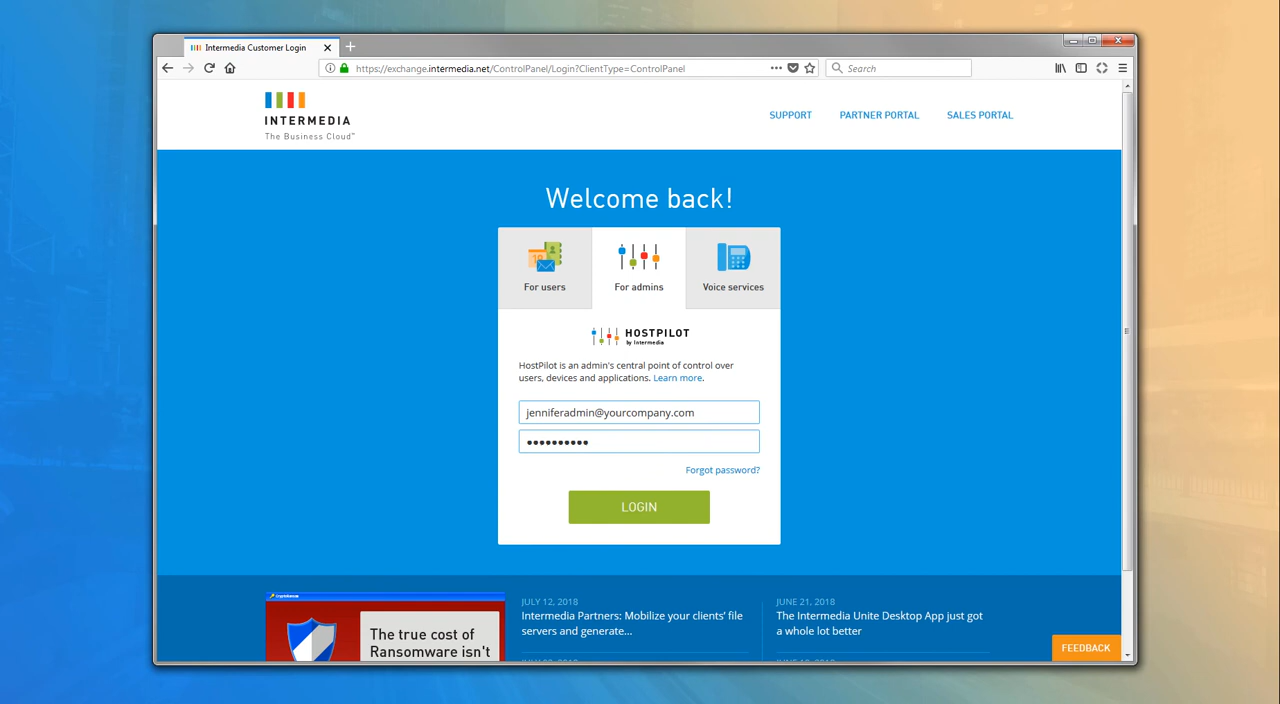 Intermedia Customer Login
https://exchange.intermedia.net/ControlPanel/Login?ClientType=ControlPanel
Search
INTERMEDIA
The Business Cloud™
SUPPORT
PARTNER PORTAL
SALES PORTAL
Welcome back!
For users
For admins
Voice services
HOSTPILOT
by Intermedia
HostPilot is an admin's central point of control over
users, devices and applications. Learn more.
jenniferadmin@yourcompany.com
••••••••••
Forgot password?
LOGIN
The true cost of
Ransomware isn't
JULY 12, 2018
Intermedia Partners: Mobilize your clients' file
servers and generate...
JUNE 21, 2018
The Intermedia Unite Desktop App just got
a whole lot better
FEEDBACK